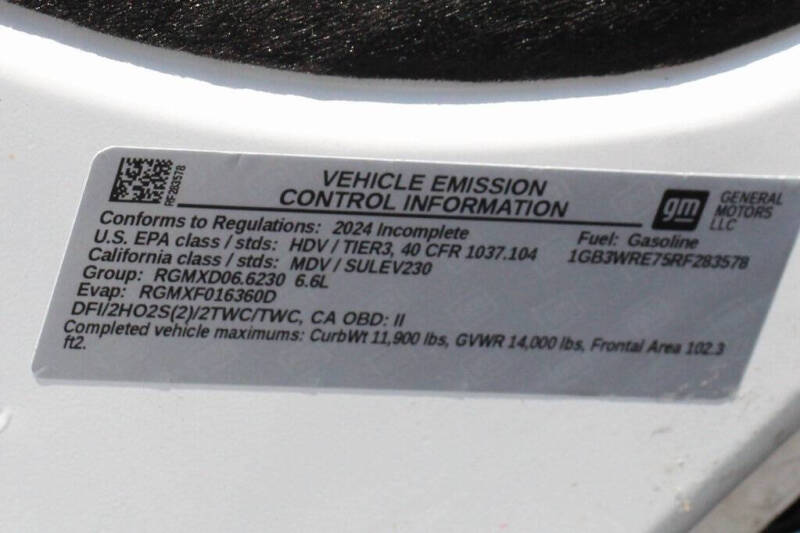 RF283578
VEHICLE EMISSION
CONTROL INFORMATION
gm
GENERAL
MOTORS
LLC
Conforms to Regulations: 2024 Incomplete
Fuel: Gasoline
U.S. EPA class / stds: HDV / TIER3, 40 CFR 1037.104
1GB3WRE75RF283578
California class / stds: MDV / SULEV230
Group: RGMXD06.6230 6.6L
Evap: RGMXF016360D
DFI/2HO2S(2)/2TWC/TWC, CA OBD: II
Completed vehicle maximums: CurbWt 11,900 lbs, GVWR 14,000 lbs, Frontal Area 102.3
ft2.